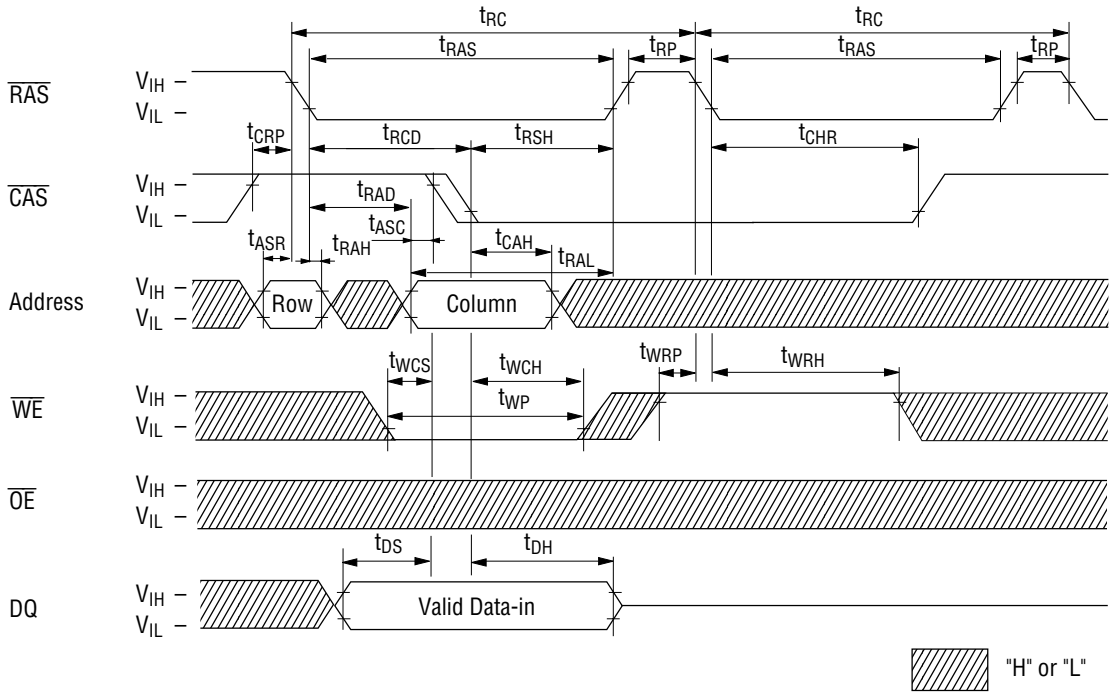 tRC tRC
tRAS tRP tRAS tRP
RAS VIH –
VIL –
tCRP tRCD tRSH tCHR
CAS VIH –
VIL –
tRAD
tASC
tASR tRAH tCAH
tRAL
Address VIH –
VIL –
Row Column
tWCS tWCH tWRP tWRH
tWP
WE VIH –
VIL –
OE VIH –
VIL –
tDS tDH
DQ VIH –
VIL –
Valid Data-in
"H" or "L"